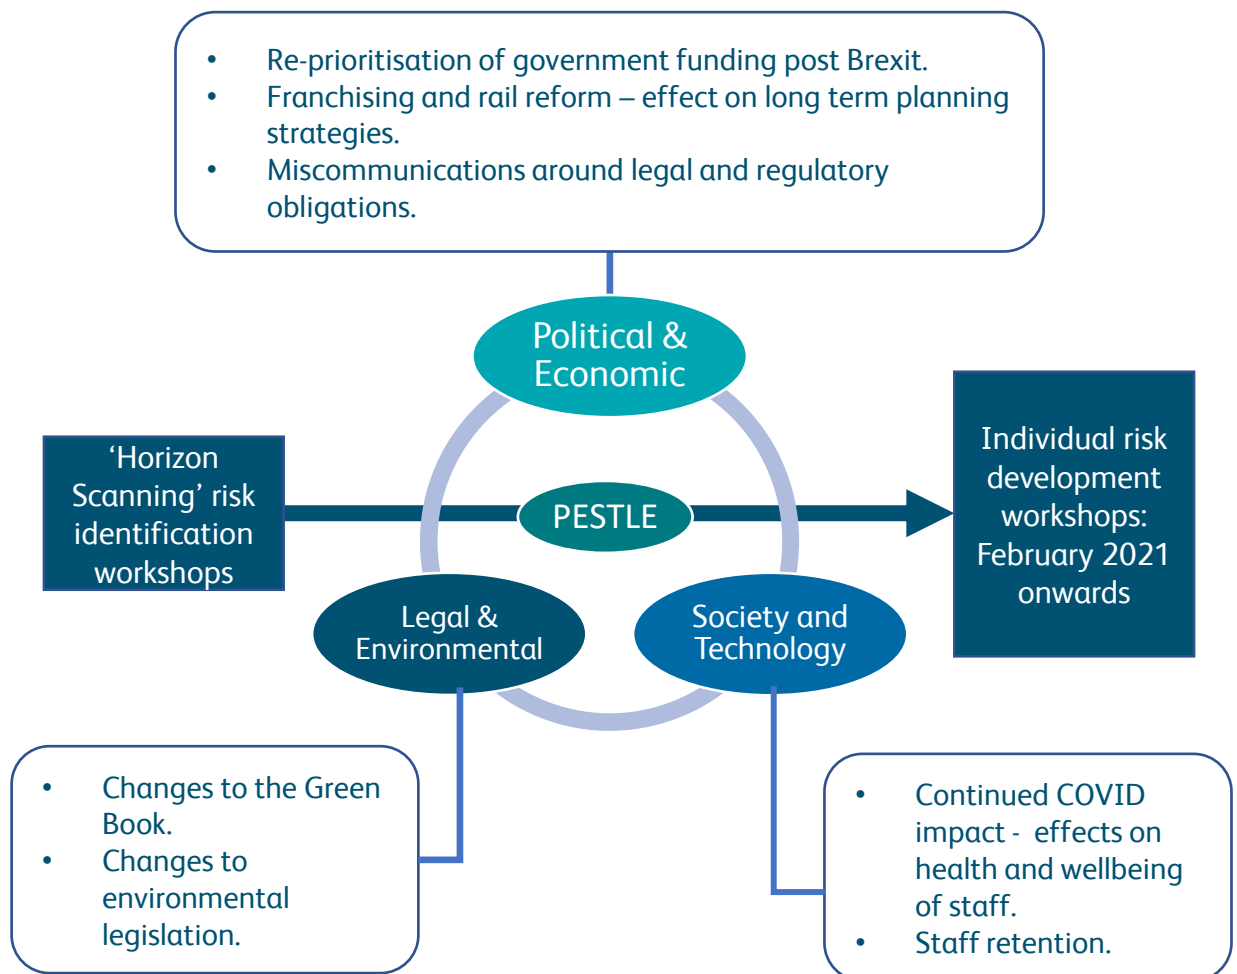 • Re-prioritisation of government funding post Brexit.
• Franchising and rail reform – effect on long term planning
strategies.
• Miscommunications around legal and regulatory
obligations.
Political &
Economic
‘Horizon
Scanning’ risk
identification
workshops
PESTLE
Individual risk
development
workshops:
February 2021
onwards
Legal &
Environmental
Society and
Technology
• Changes to the Green
Book.
• Changes to
environmental
legislation.
• Continued COVID
impact - effects on
health and wellbeing
of staff.
• Staff retention.